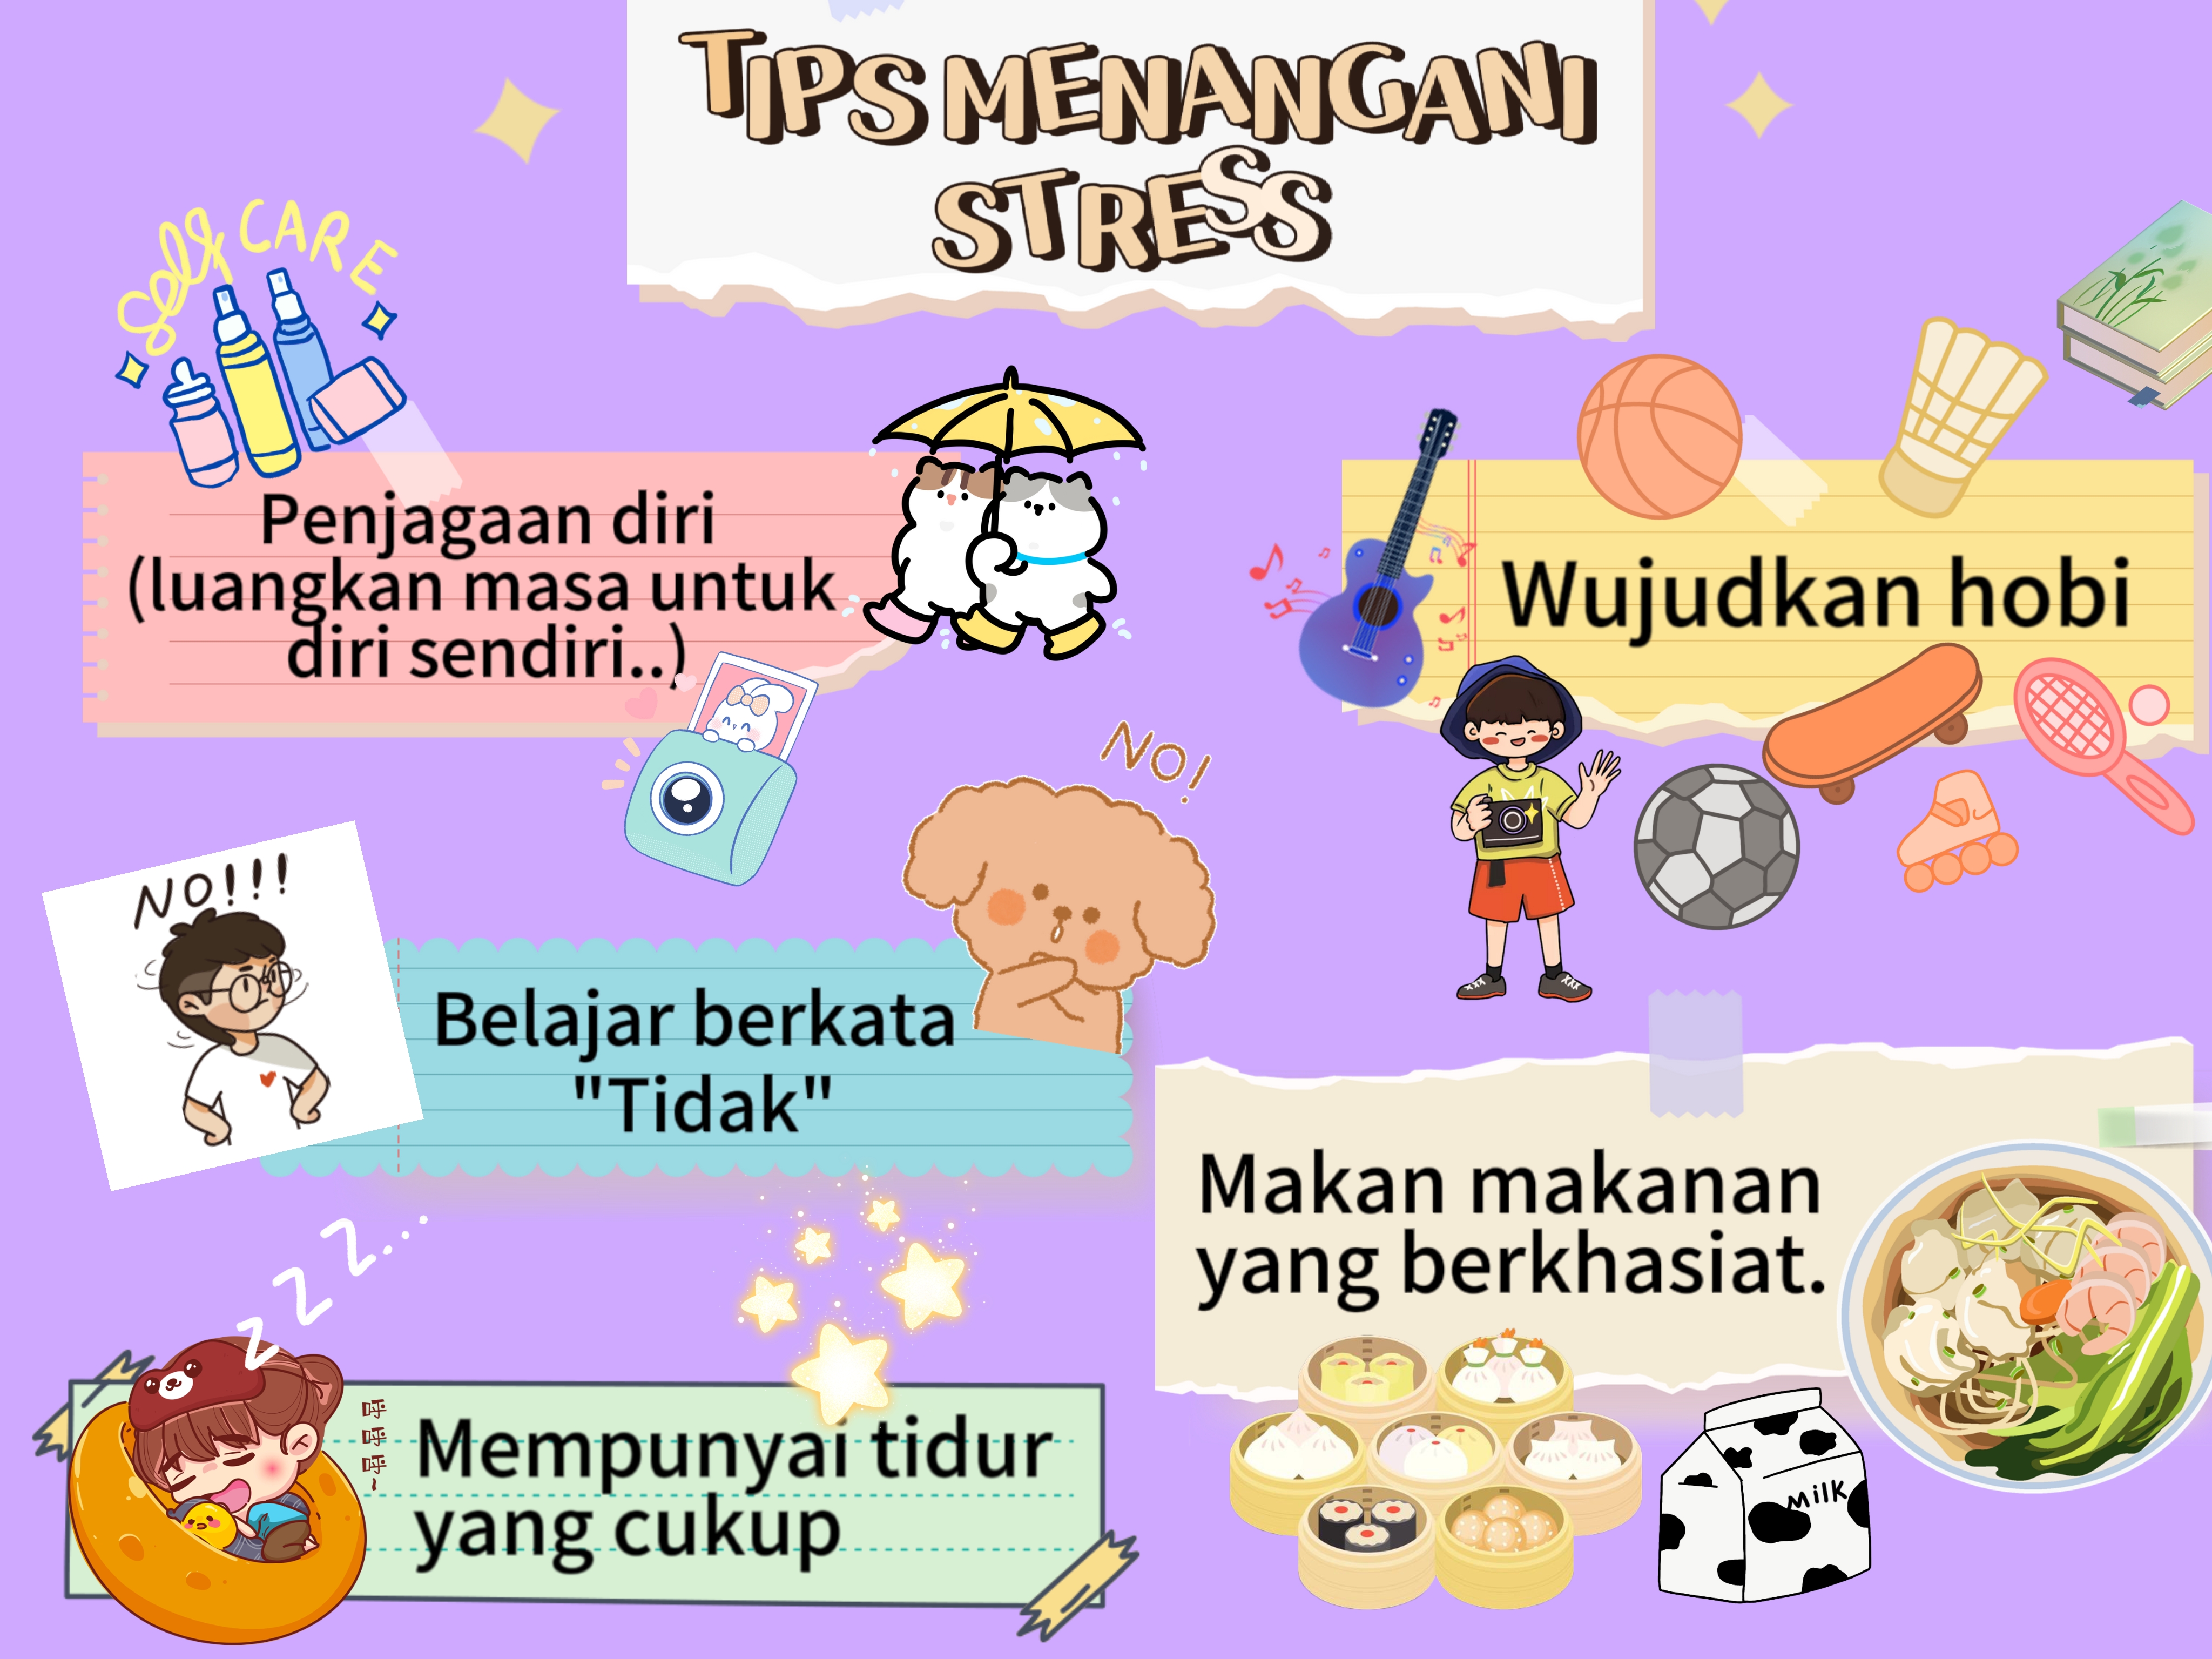 TIPS MENANGANI
STRESS
Self CARE
Penjagaan diri
(luangkan masa untuk
diri sendiri..)
Wujudkan hobi
NO!
NO!!!
Belajar berkata
"Tidak"
Makan makanan
yang berkhasiat.
MILK
Z Z Z...
呼呼呼~
Mempunyai tidur
yang cukup